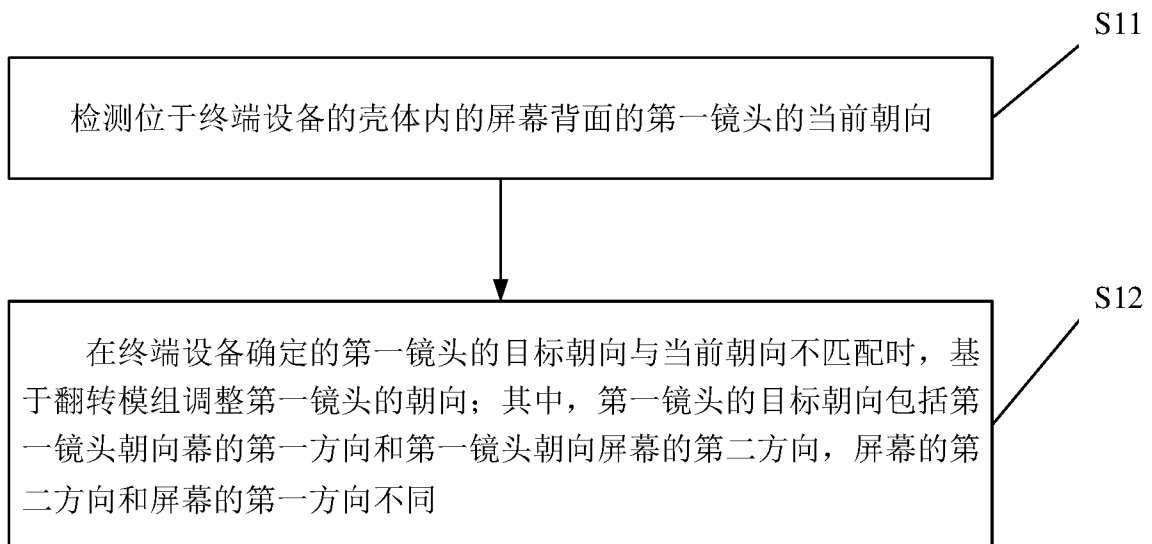 S11
检测位于终端设备的壳体内的屏幕背面的第一镜头的当前朝向
S12
在终端设备确定的第一镜头的目标朝向与当前朝向不匹配时，基
于翻转模组调整第一镜头的朝向；其中，第一镜头的目标朝向包括第
一镜头朝向幕的第一方向和第一镜头朝向屏幕的第二方向，屏幕的第
二方向和屏幕的第一方向不同